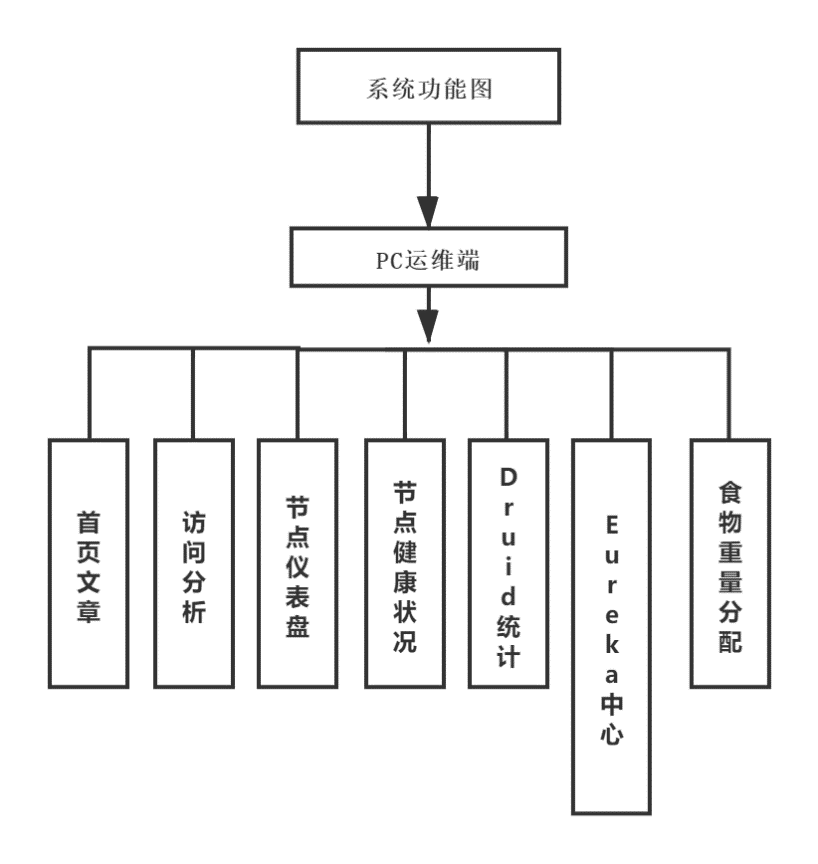 系统功能图
PC运维端
首页文章
访问分析
节点仪表盘
节点健康状况
Druid统计
Eureka中心
食物重量分配